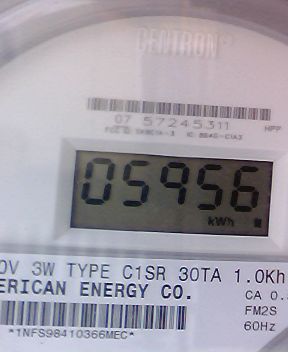 CENTRON
07 57245311
HPP
05956
kWh
0V 3W TYPE C1SR 30TA 1.0Kh
ERICAN ENERGY CO.
CA 0.
FM2S
60Hz
*1NFS98410366MEC*